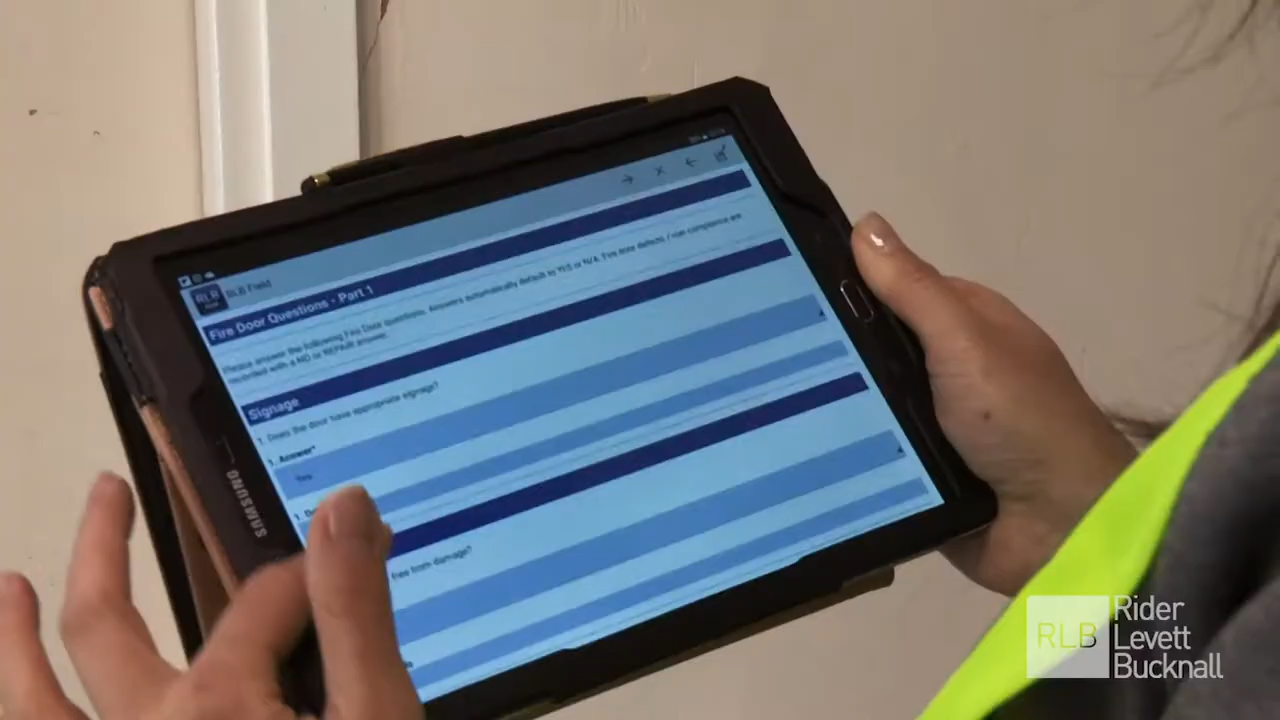 RLB
RLB Field
Fire Door Questions - Part 1
Please answer the following Fire Door questions. Answers automatically default to YES or N/A. Fire door defects / non-compliance are
recorded with a NO or REPAIR answer.
Signage
1. Does the door have appropriate signage?
1. Answer*
Yes
free from damage?
SAMSUNG
RLB
Rider
Levett
Bucknall